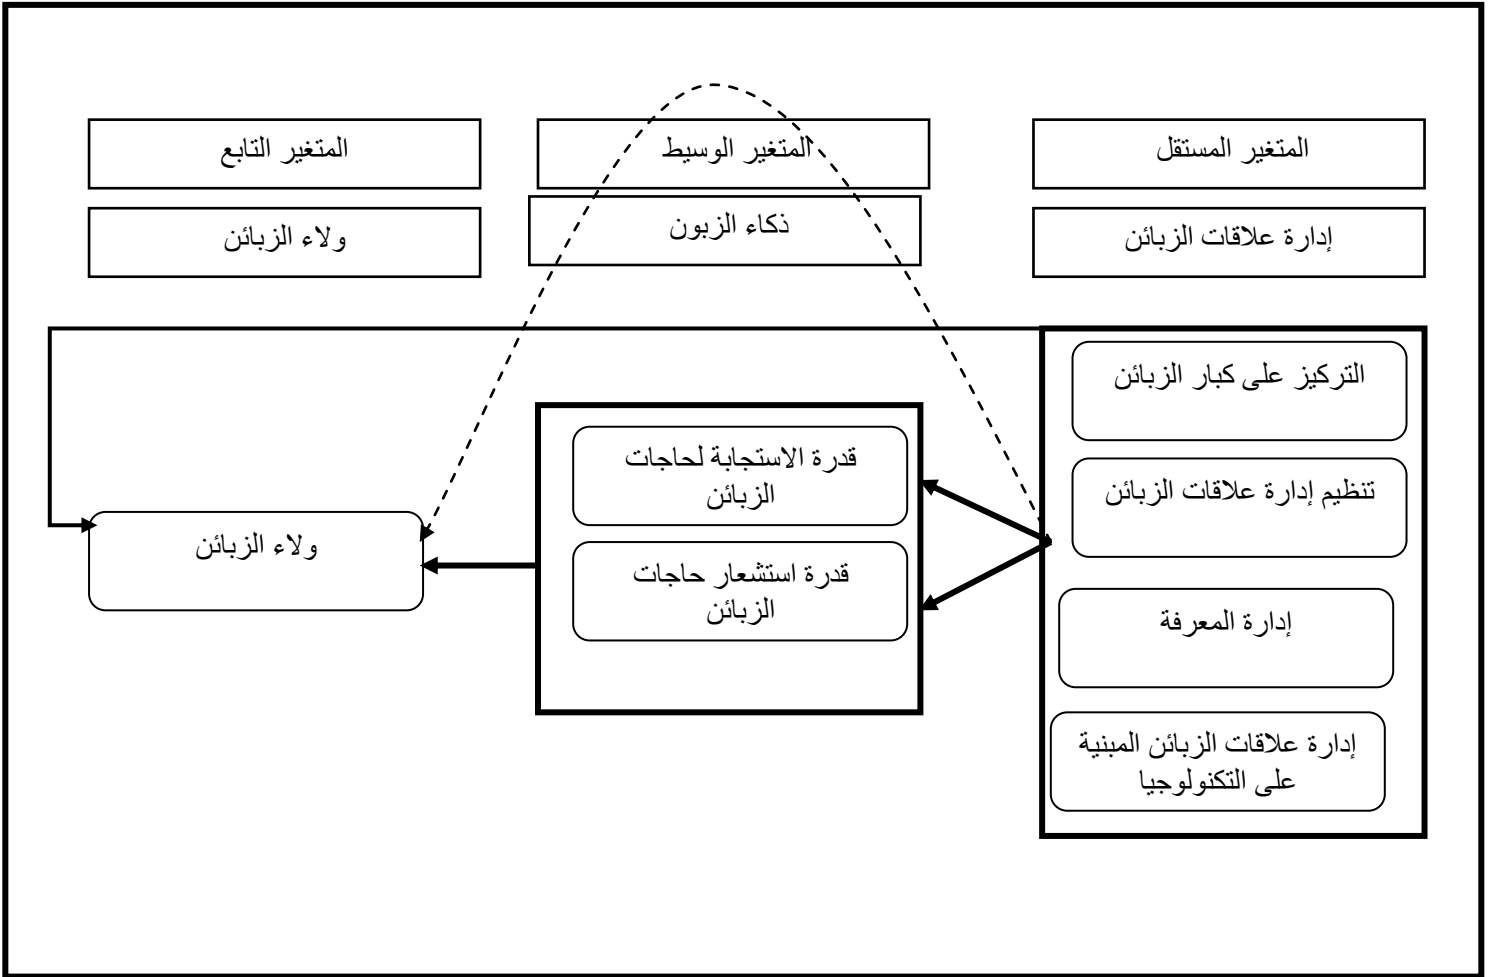 المتغير المستقل
المتغير الوسيط
المتغير التابع
إدارة علاقات الزبائن
ذكاء الزبون
ولاء الزبائن
التركيز على كبار الزبائن
تنظيم إدارة علاقات الزبائن
إدارة المعرفة
إدارة علاقات الزبائن المبنية
على التكنولوجيا
قدرة الاستجابة لحاجات
الزبائن
قدرة استشعار حاجات
الزبائن
ولاء الزبائن